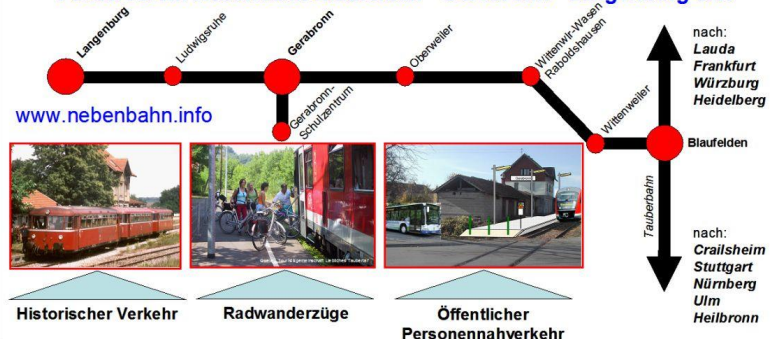 Langenburg
Ludwigsruhe
Gerabronn
Oberweiler
Wittenwir-Wasen
Raboldshausen
nach:
Lauda
Frankfurt
Würzburg
Heidelberg
www.nebenbahn.info
Gerabronn-
Schulzentrum
Wittenweiler
Blaufelden
Tauberbahn
nach:
Crailsheim
Stuttgart
Nürnberg
Ulm
Heilbronn
Historischer Verkehr
Radwanderzüge
Öffentlicher
Personennahverkehr